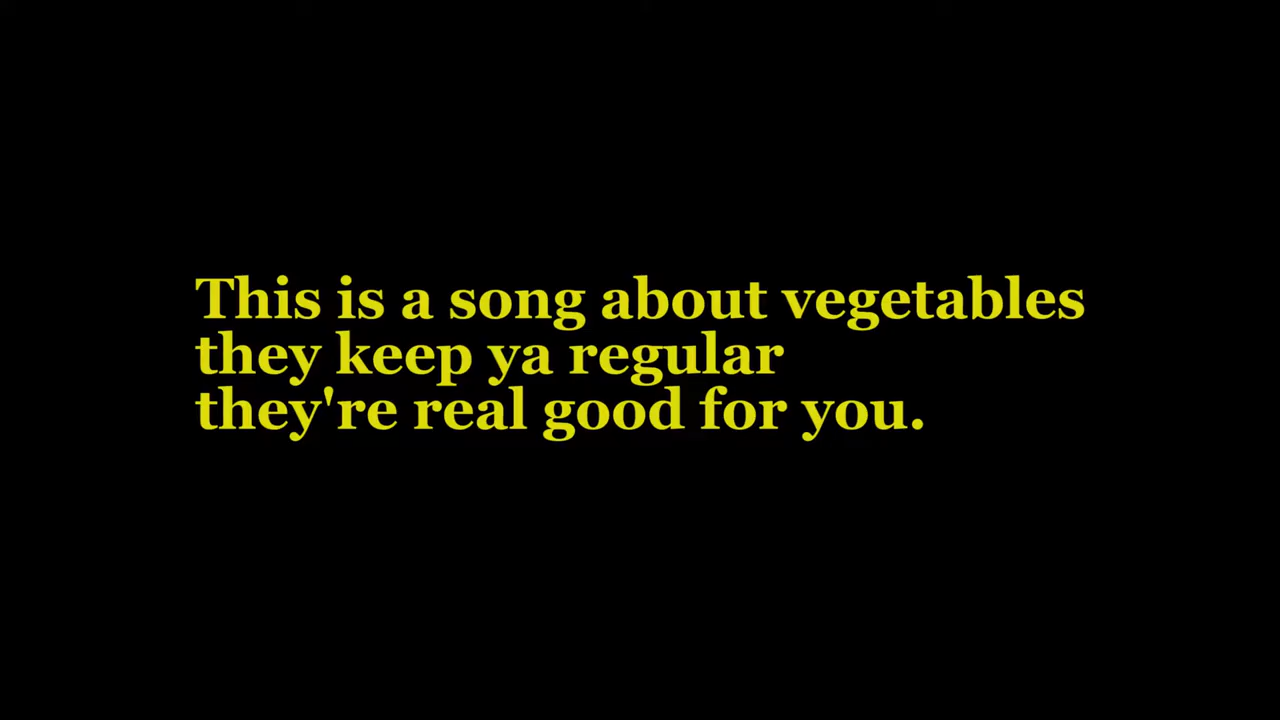 This is a song about vegetables
they keep ya regular
they're real good for you.